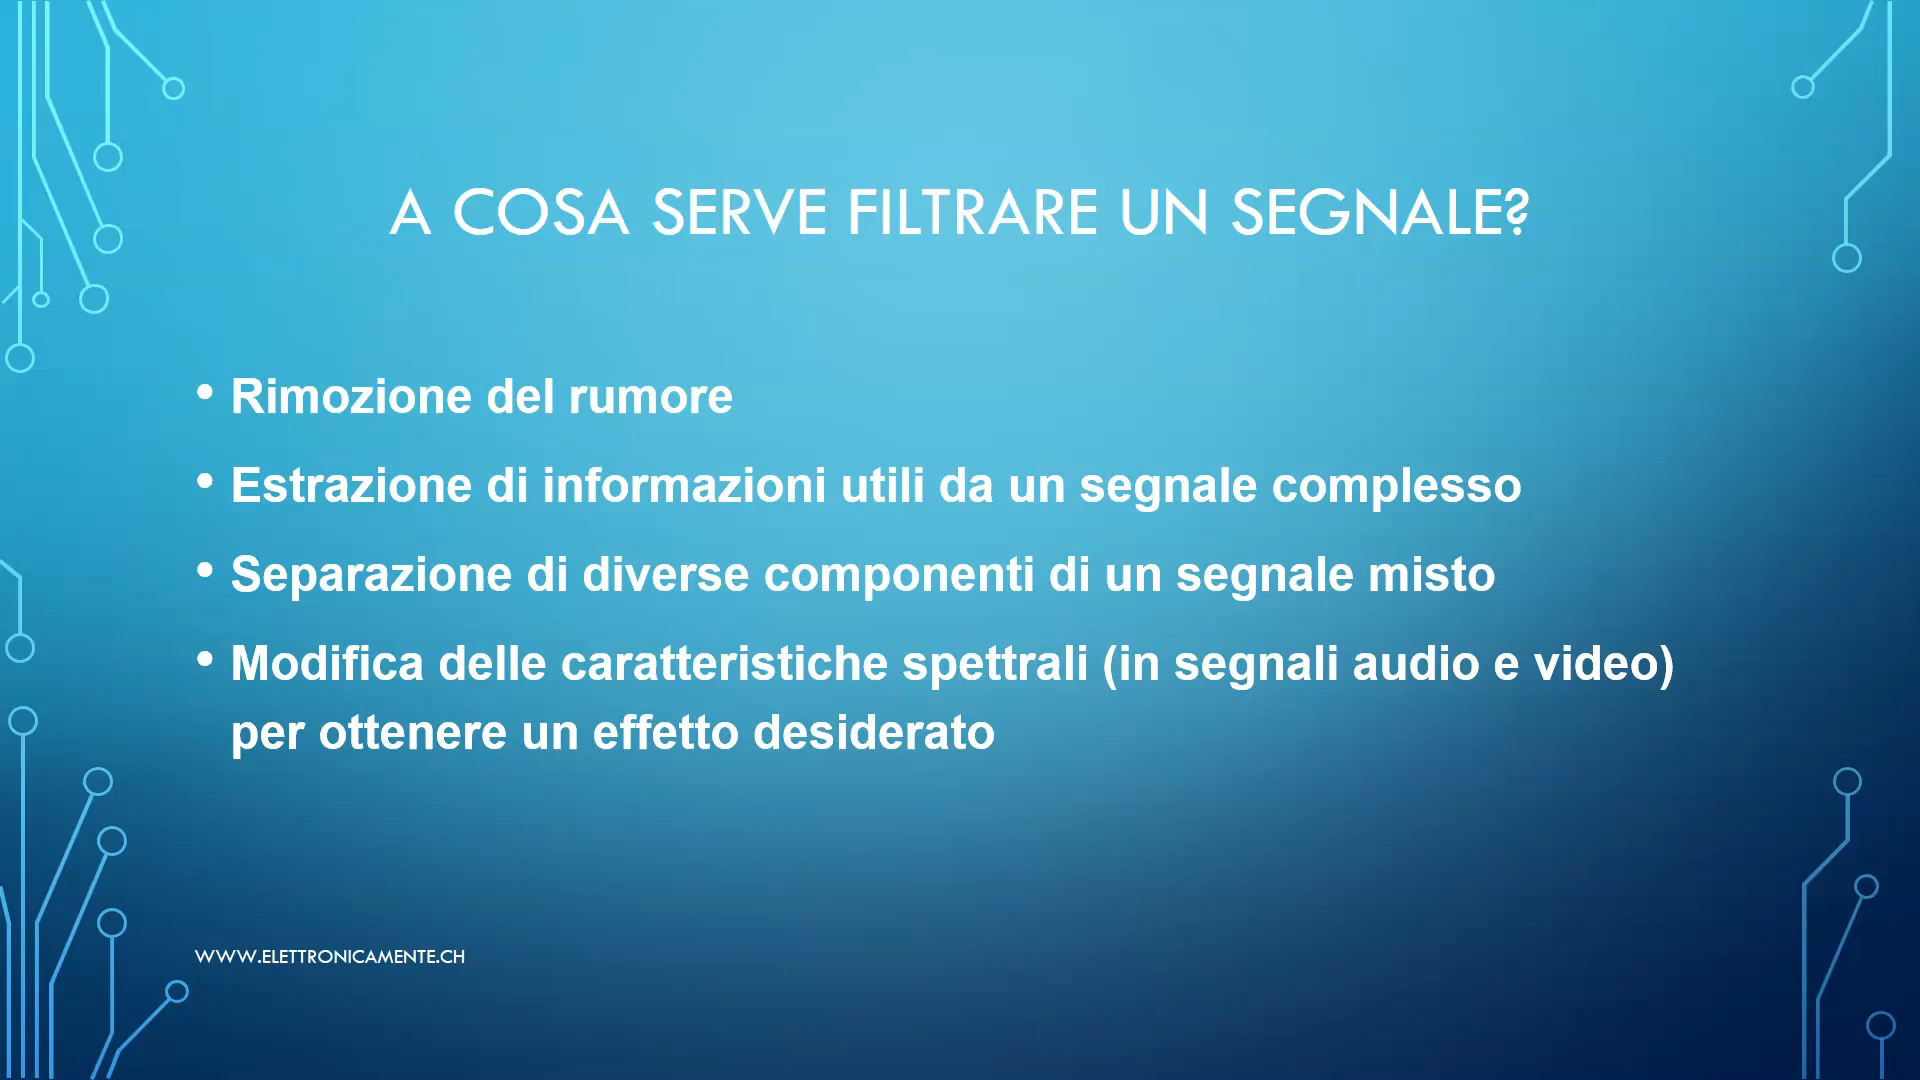 A COSA SERVE FILTRARE UN SEGNALE?
• Rimozione del rumore
• Estrazione di informazioni utili da un segnale complesso
• Separazione di diverse componenti di un segnale misto
• Modifica delle caratteristiche spettrali (in segnali audio e video)
per ottenere un effetto desiderato
WWW.ELETTRONICAMENTE.CH